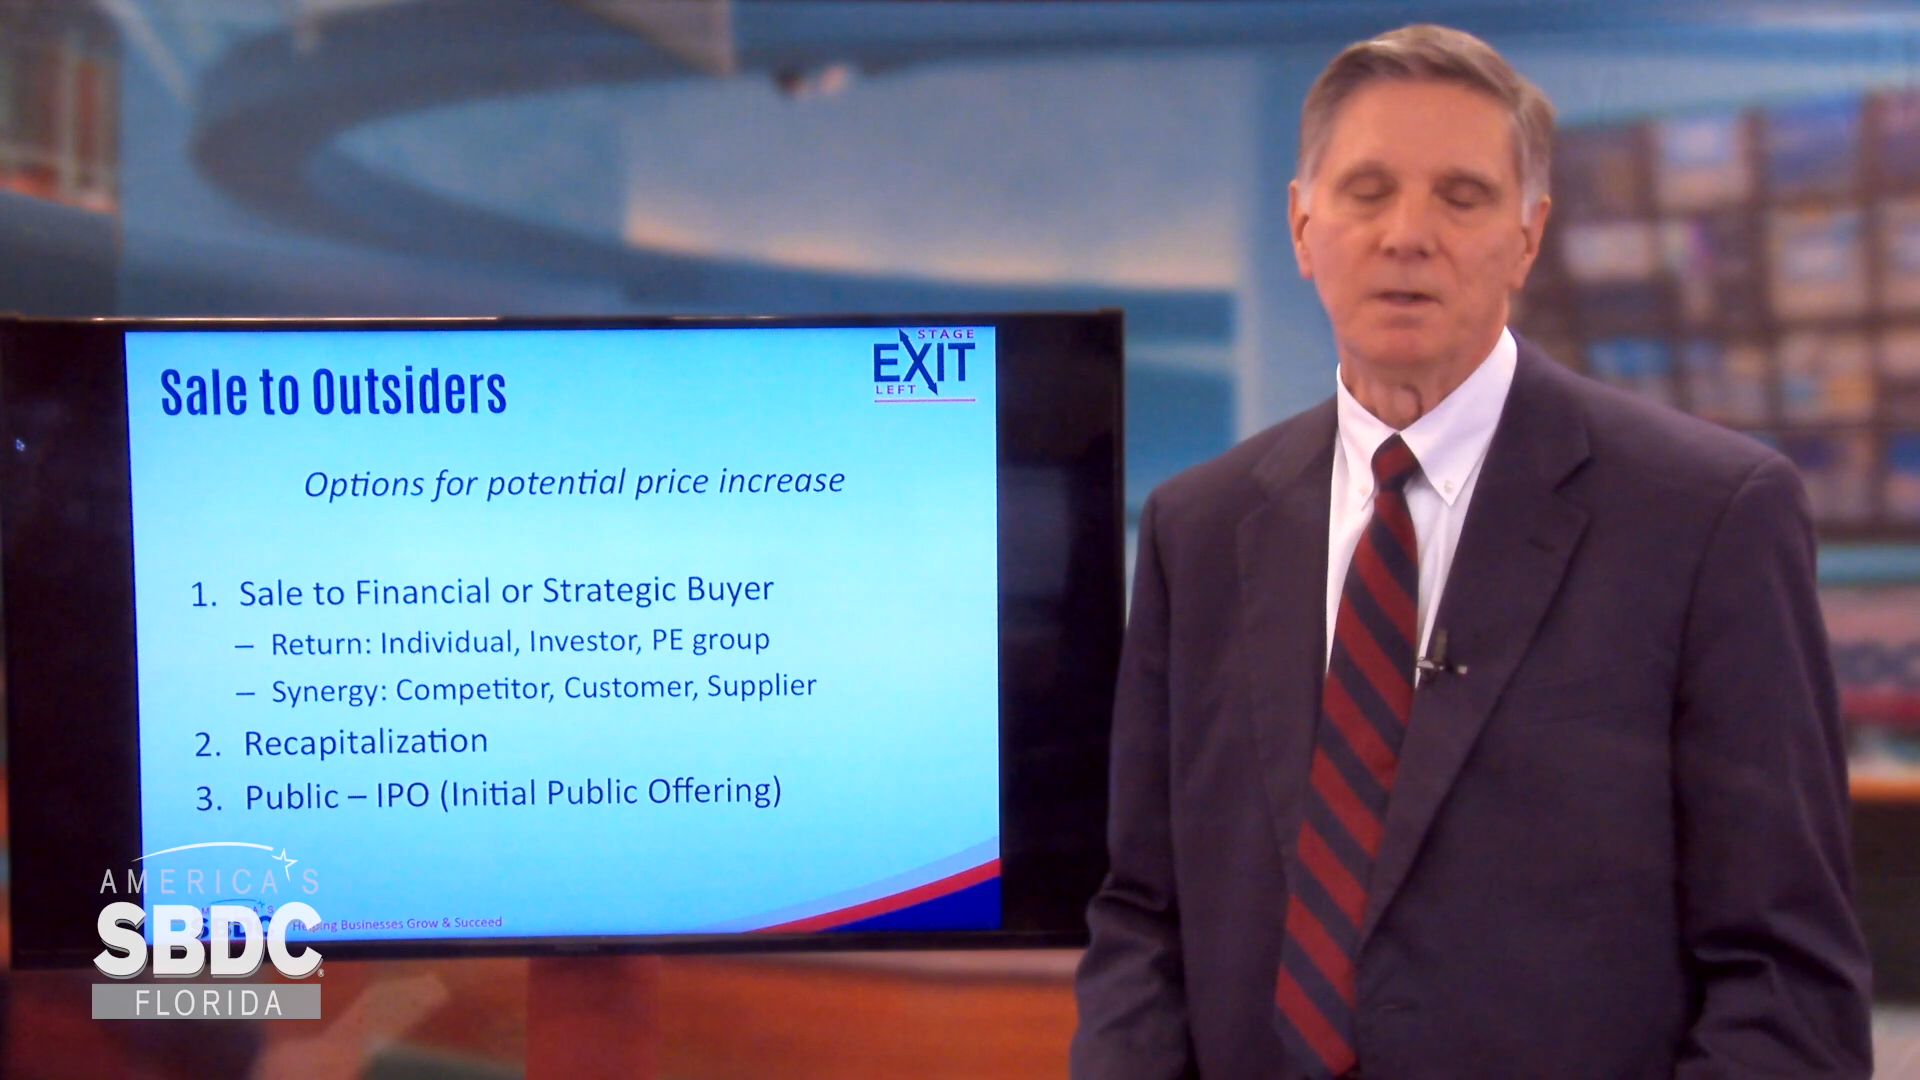 STAGE
EXIT
LEFT
Sale to Outsiders
Options for potential price increase
1. Sale to Financial or Strategic Buyer
– Return: Individual, Investor, PE group
– Synergy: Competitor, Customer, Supplier
2. Recapitalization
3. Public – IPO (Initial Public Offering)
Helping Businesses Grow & Succeed
AMERICA'S
SBDC
FLORIDA